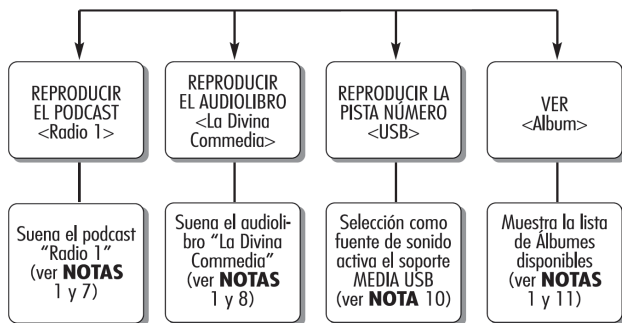 REPRODUCIR
EL PODCAST
<Radio 1>
REPRODUCIR
EL AUDIOLIBRO
<La Divina
Commedia>
REPRODUCIR LA
PISTA NÚMERO
<USB>
VER
<Album>
Suena el podcast
“Radio 1”
(ver NOTAS
1 y 7)
Suena el audioli-
bro “La Divina
Commedia”
(ver NOTAS
1 y 8)
Selección como
fuente de sonido
activa el soporte
MEDIA USB
(ver NOTA 10)
Muestra la lista
de Álbumes
disponibles
(ver NOTAS
1 y 11)